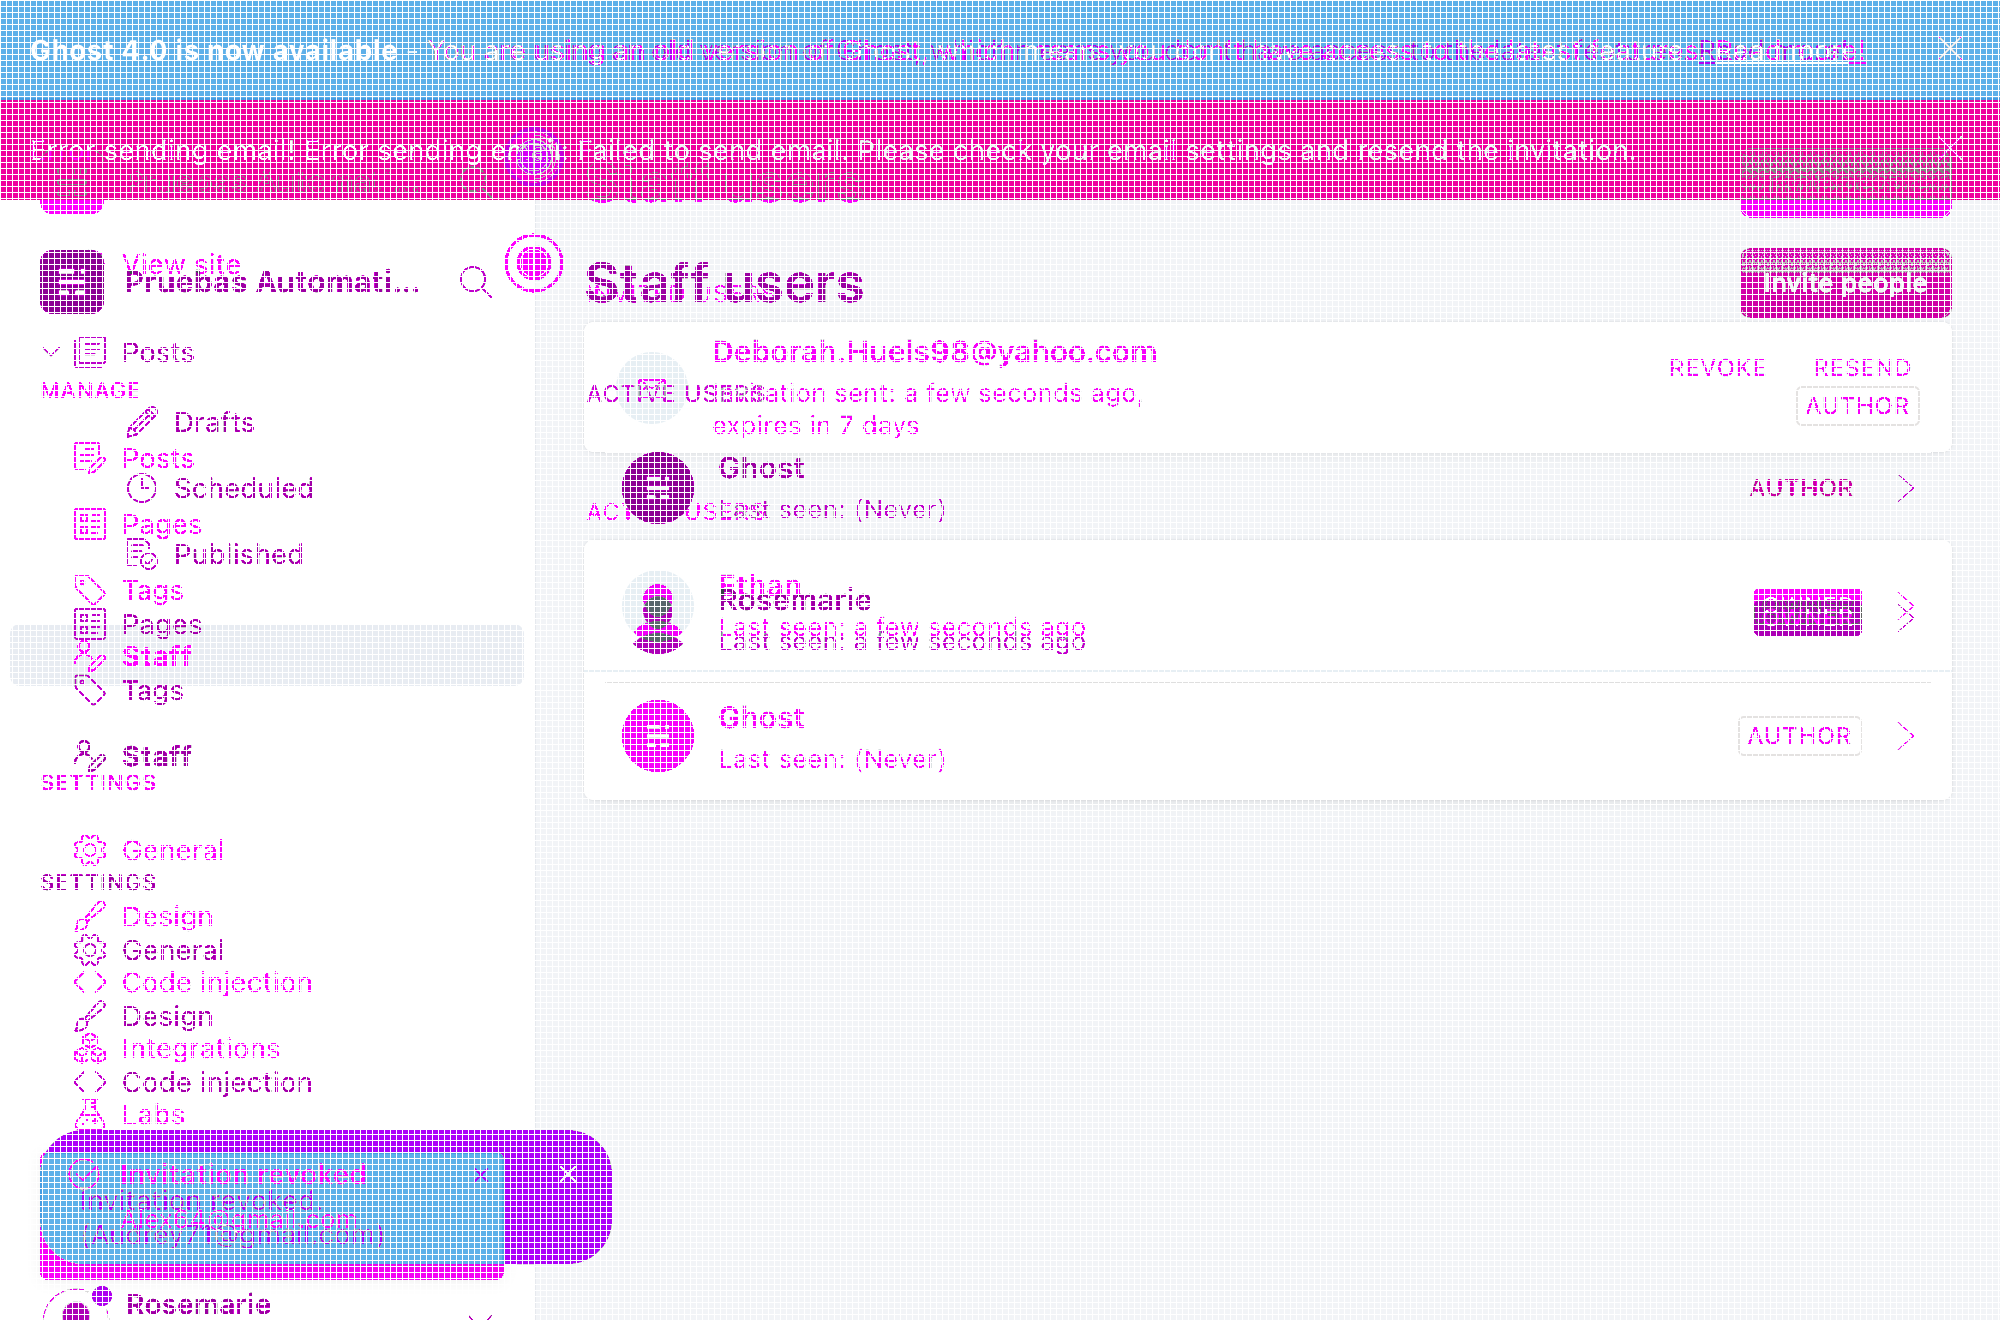 Ghost 4.0 is now available - You are using an old version of Ghost, which means you don't have access to the latest features. Read more!
Error sending email! Error sending email: Failed to send email. Please check your email settings and resend the invitation.
View site
Pruebas Automati...
Staff users
Invite people
Posts
Deborah.Huels98@yahoo.com
REVOKE RESEND
MANAGE
ACTIVE USERS
Invitation sent: a few seconds ago,
AUTHOR
Drafts
expires in 7 days
Posts
Ghost
Scheduled
AUTHOR
Last seen: (Never)
ACTIVE USERS
Pages
Published
Tags
Ethan
Rosemarie
Pages
Last seen: a few seconds ago
Last seen: a few seconds ago
Staff
Tags
Ghost
AUTHOR
Staff
Last seen: (Never)
SETTINGS
General
SETTINGS
Design
General
Code injection
Design
Integrations
Code injection
Labs
Invitation revoked
Invitation revoked
Rosemarie